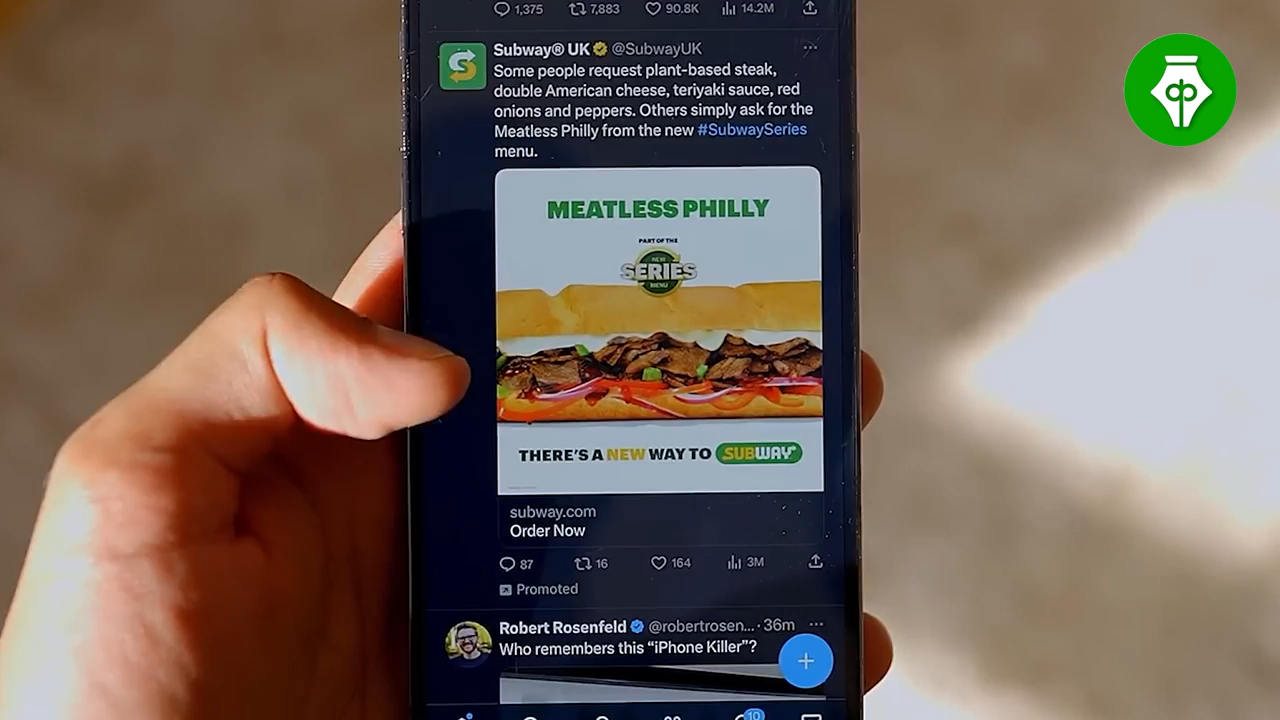 1,375 7,883 90.8K 14.2M
Subway® UK @SubwayUK
Some people request plant-based steak,
double American cheese, teriyaki sauce, red
onions and peppers. Others simply ask for the
Meatless Philly from the new #SubwaySeries
menu.
MEATLESS PHILLY
PART OF THE
NEW
SERIES
MENU
THERE'S A NEW WAY TO SUBWAY
subway.com
Order Now
87 16 164 3M
Promoted
Robert Rosenfeld @robertrosen... · 36m
Who remembers this “iPhone Killer”?
10